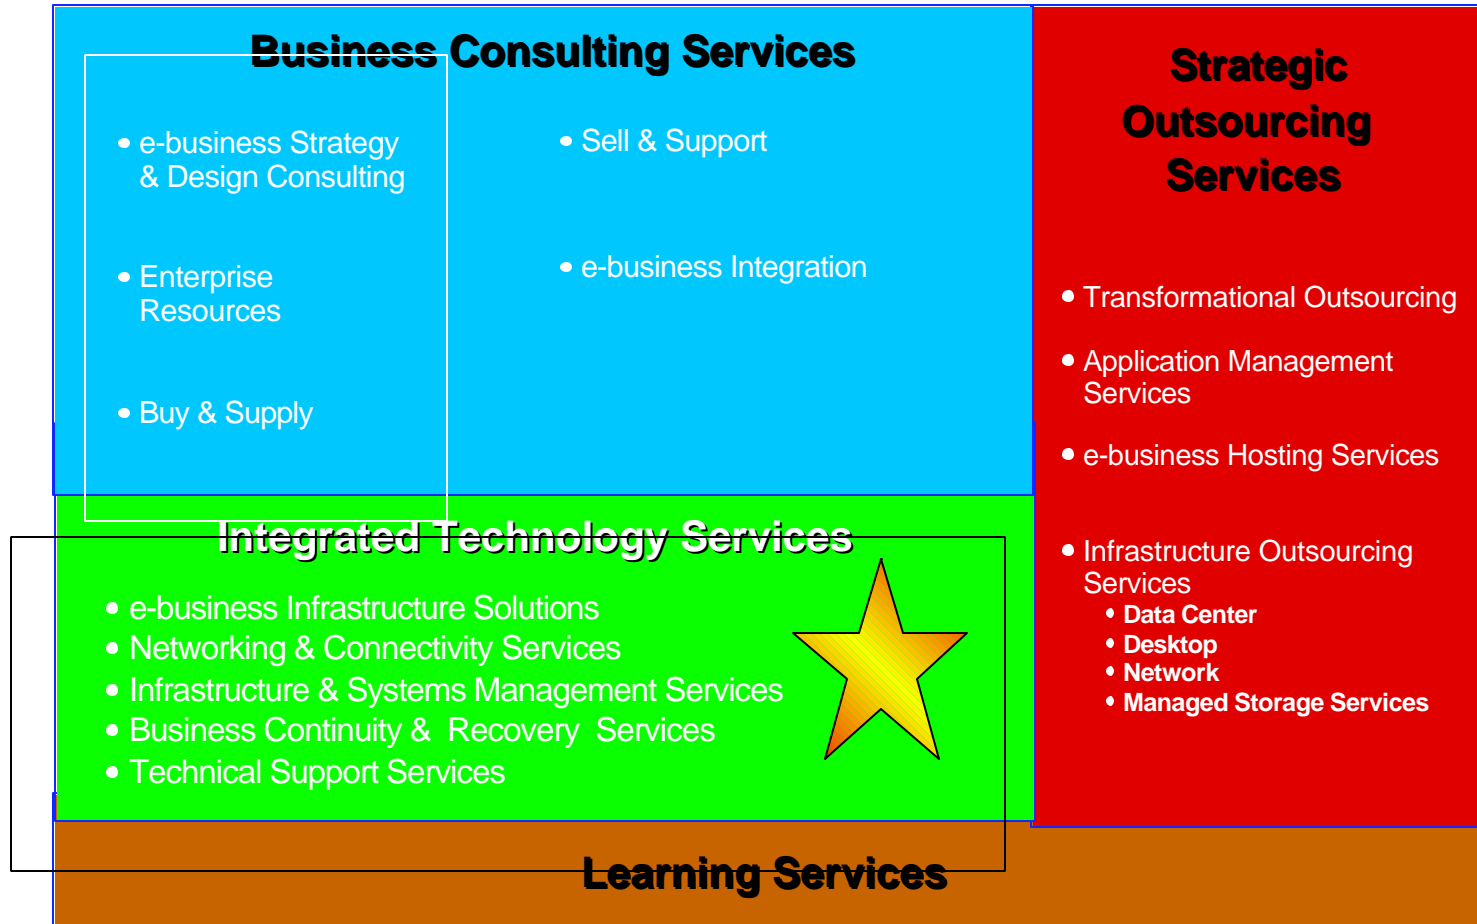 Business Consulting Services
• e-business Strategy
& Design Consulting
• Enterprise
Resources
• Buy & Supply
• Sell & Support
• e-business Integration
Strategic
Outsourcing
Services
• Transformational Outsourcing
• Application Management
Services
• e-business Hosting Services
• Infrastructure Outsourcing
Services
• Data Center
• Desktop
• Network
• Managed Storage Services
Integrated Technology Services
• e-business Infrastructure Solutions
• Networking & Connectivity Services
• Infrastructure & Systems Management Services
• Business Continuity & Recovery Services
• Technical Support Services
Learning Services